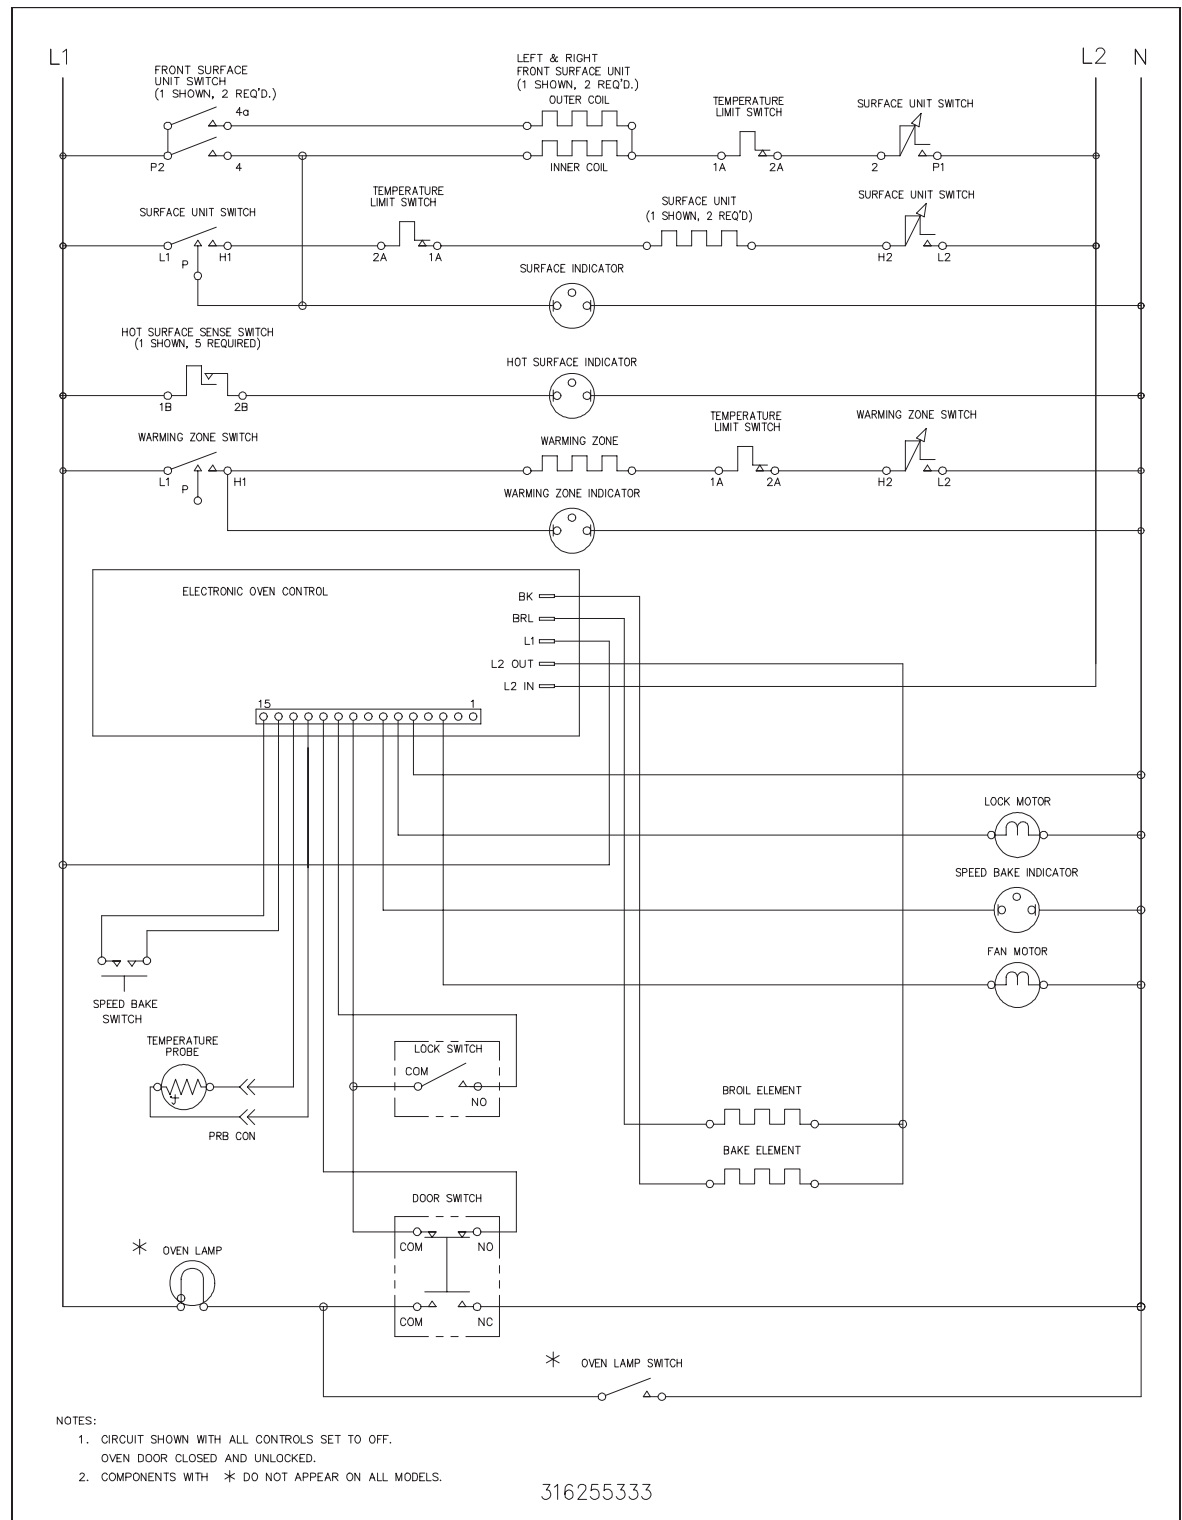 L1
L2 N
FRONT SURFACE
UNIT SWITCH
(1 SHOWN, 2 REQ'D.)
4a
P2
4
LEFT & RIGHT
FRONT SURFACE UNIT
(1 SHOWN, 2 REQ'D.)
OUTER COIL
INNER COIL
TEMPERATURE
LIMIT SWITCH
1A
2A
SURFACE UNIT SWITCH
2
P1
SURFACE UNIT SWITCH
L1
P
H1
TEMPERATURE
LIMIT SWITCH
2A
1A
SURFACE UNIT
(1 SHOWN, 2 REQ'D)
SURFACE UNIT SWITCH
H2
L2
SURFACE INDICATOR
HOT SURFACE SENSE SWITCH
(1 SHOWN, 5 REQUIRED)
1B
2B
HOT SURFACE INDICATOR
WARMING ZONE SWITCH
L1
P
H1
WARMING ZONE
TEMPERATURE
LIMIT SWITCH
1A
2A
WARMING ZONE SWITCH
H2
L2
WARMING ZONE INDICATOR
ELECTRONIC OVEN CONTROL
BK
BRL
L1
L2 OUT
L2 IN
15
1
LOCK MOTOR
SPEED BAKE INDICATOR
FAN MOTOR
SPEED BAKE
SWITCH
TEMPERATURE
PROBE
PRB CON
LOCK SWITCH
COM
NO
BROIL ELEMENT
BAKE ELEMENT
DOOR SWITCH
COM
NO
COM
NC
* OVEN LAMP
* OVEN LAMP SWITCH
NOTES:
1. CIRCUIT SHOWN WITH ALL CONTROLS SET TO OFF.
OVEN DOOR CLOSED AND UNLOCKED.
2. COMPONENTS WITH * DO NOT APPEAR ON ALL MODELS.
316255333